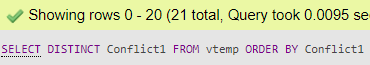 Showing rows 0 - 20 (21 total, Query took 0.0095
SELECT DISTINCT Conflict1 FROM vtemp ORDER BY Conflict1